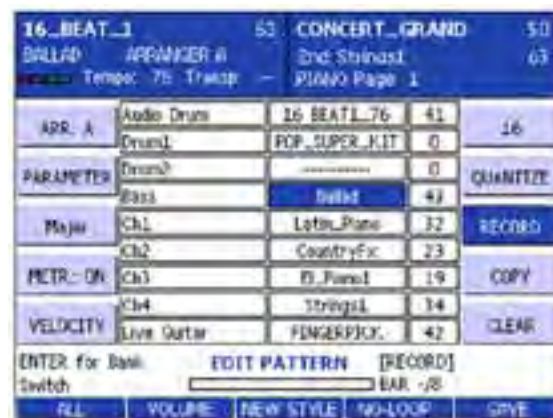 16_BEAT_1 63 CONCERT_GRAND 50
BALLAD ARRANGER A 2nd Strings1 63
Tempo: 75 Transp - PIANO Page 1
ARR. A
PARAMETER
Major
METR.: ON
VELOCITY
Audio Drum 16 BEAT1_76 41
Drum1 POP_SUPER_KIT 0
Drum2 ---------- 0
Bass Ballad 43
Ch1 Latin_Piano 32
Ch2 CountryFx 23
Ch3 19
Ch4 Strings1 34
Live Guitar FINGERPICK. 42
16
QUANTIZE
RECORD
COPY
CLEAR
ENTER for Bank EDIT PATTERN [RECORD]
Switch BAR -/8
ALL VOLUME NEW STYLE NO-LOOP SAVE